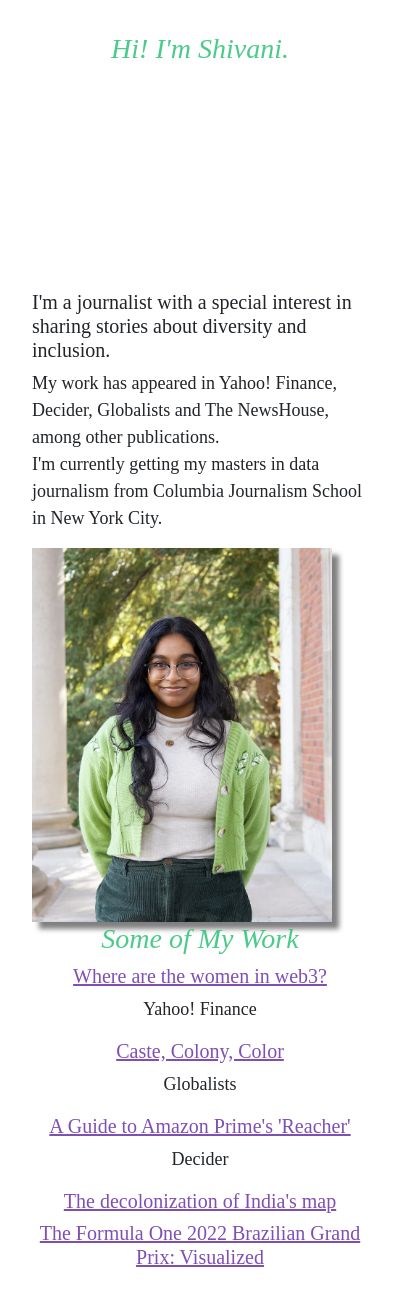 Hi! I'm Shivani.
I'm a journalist with a special interest in
sharing stories about diversity and
inclusion.
My work has appeared in Yahoo! Finance,
Decider, Globalists and The NewsHouse,
among other publications.
I'm currently getting my masters in data
journalism from Columbia Journalism School
in New York City.
Some of My Work
Where are the women in web3?
Yahoo! Finance
Caste, Colony, Color
Globalists
A Guide to Amazon Prime's 'Reacher'
Decider
The decolonization of India's map
The Formula One 2022 Brazilian Grand
Prix: Visualized